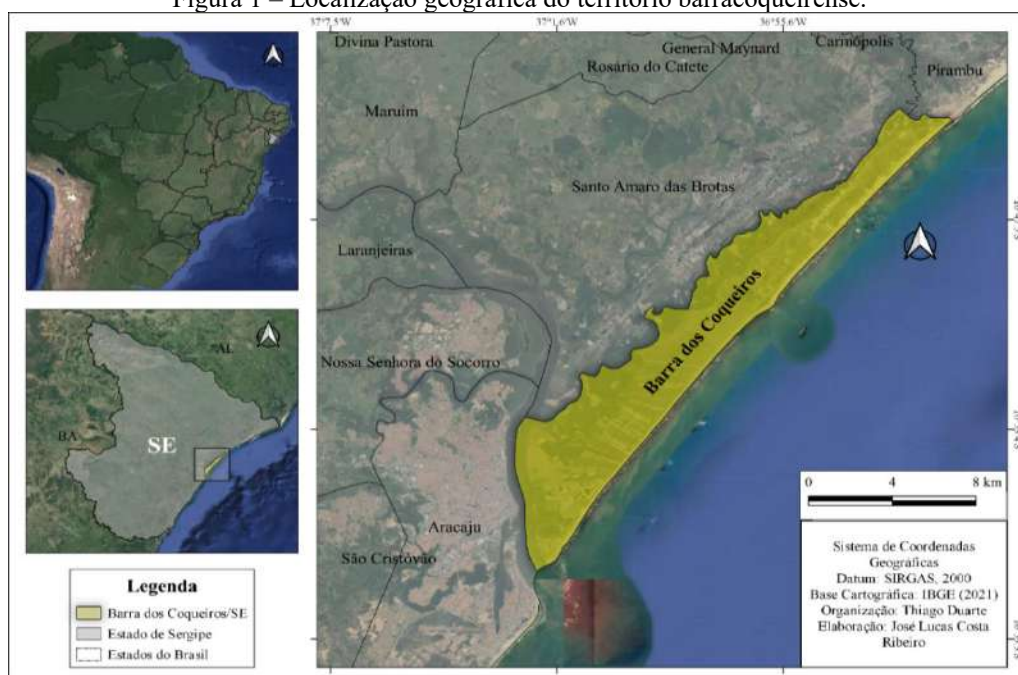 Figura 1 – Localização geográfica do território barracoqueirense.
37°7.5'W 37°1.6'W 36°55.6'W
Divina Pastora
General Maynard
Carmópolis
Rosário do Catete
Pirambu
Maruim
Santo Amaro das Brotas
Laranjeiras
Barra dos Coqueiros
Nossa Senhora do Socorro
Aracaju
São Cristóvão
AL
BA
SE
0 4 8 km
Legenda
Barra dos Coqueiros/SE
Estado de Sergipe
Estados do Brasil
Sistema de Coordenadas
Geográficas
Datum: SIRGAS, 2000
Base Cartográfica: IBGE (2021)
Organização: Thiago Duarte
Elaboração: José Lucas Costa
Ribeiro